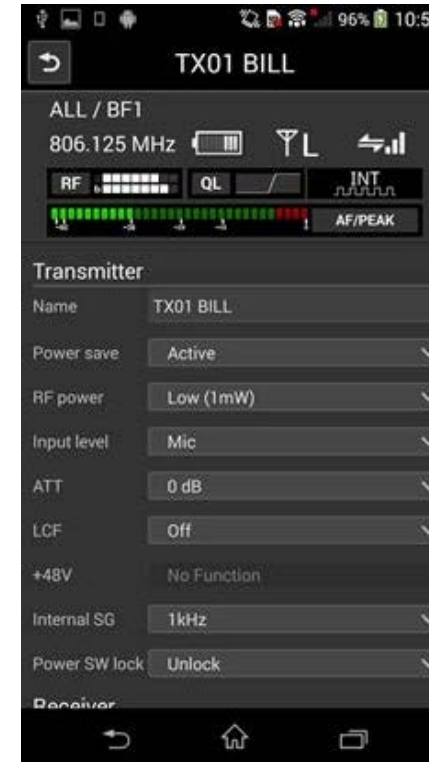 96% 10:5
TX01 BILL
ALL / BF1
806.125 MHz L
RF QL INT
AF/PEAK
Transmitter
Name TX01 BILL
Power save Active
RF power Low (1mW)
Input level Mic
ATT 0 dB
LCF Off
+48V No Function
Internal SG 1kHz
Power SW lock Unlock
Receiver